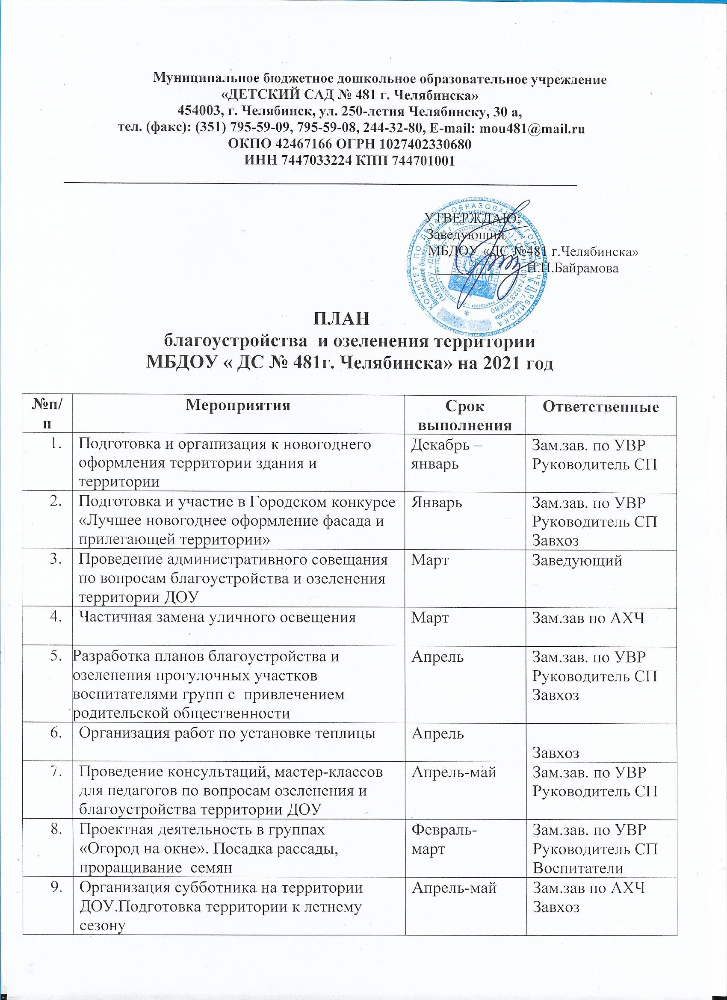 Муниципальное бюджетное дошкольное образовательное учреждение
«ДЕТСКИЙ САД № 481 г. Челябинска»
454003, г. Челябинск, ул. 250-летия Челябинску, 30 а,
тел. (факс): (351) 795-59-09, 795-59-08, 244-32-80, E-mail: mou481@mail.ru
ОКПО 42467166 ОГРН 1027402330680
ИНН 7447033224 КПП 744701001
УТВЕРЖДАЮ:
Заведующий
МБДОУ «ДС №481 г.Челябинска»
Байрамова
КОМИТЕТ ПО ДЕЛАМ ОБРАЗОВАНИЯ ГОРОДА ЧЕЛЯБИНСКА
ПЛАН
благоустройства и озеленения территории
МБДОУ « ДС № 481г. Челябинска» на 2021 год
№п/ Мероприятия Срок Ответственные
п выполнения
1. Подготовка и организация к новогоднего Декабрь – Зам.зав. по УВР
оформления территории здания и январь Руководитель СП
территории
2. Подготовка и участие в Городском конкурсе Январь Зам.зав. по УВР
«Лучшее новогоднее оформление фасада и Руководитель СП
прилегающей территории» Завхоз
3. Проведение административного совещания Март Заведующий
по вопросам благоустройства и озеленения
территории ДОУ
4. Частичная замена уличного освещения Март Зам.зав по АХЧ
5. Разработка планов благоустройства и Апрель Зам.зав. по УВР
озеленения прогулочных участков Руководитель СП
воспитателями групп с привлечением Завхоз
родительской общественности
6. Организация работ по установке теплицы Апрель
Завхоз
7. Проведение консультаций, мастер-классов Апрель-май Зам.зав. по УВР
для педагогов по вопросам озеленения и Руководитель СП
благоустройства территории ДОУ
8. Проектная деятельность в группах Февраль- Зам.зав. по УВР
«Огород на окне». Посадка рассады, март Руководитель СП
проращивание семян Воспитатели
9. Организация субботника на территории Апрель-май Зам.зав по АХЧ
ДОУ.Подготовка территории к летнему Завхоз
сезону